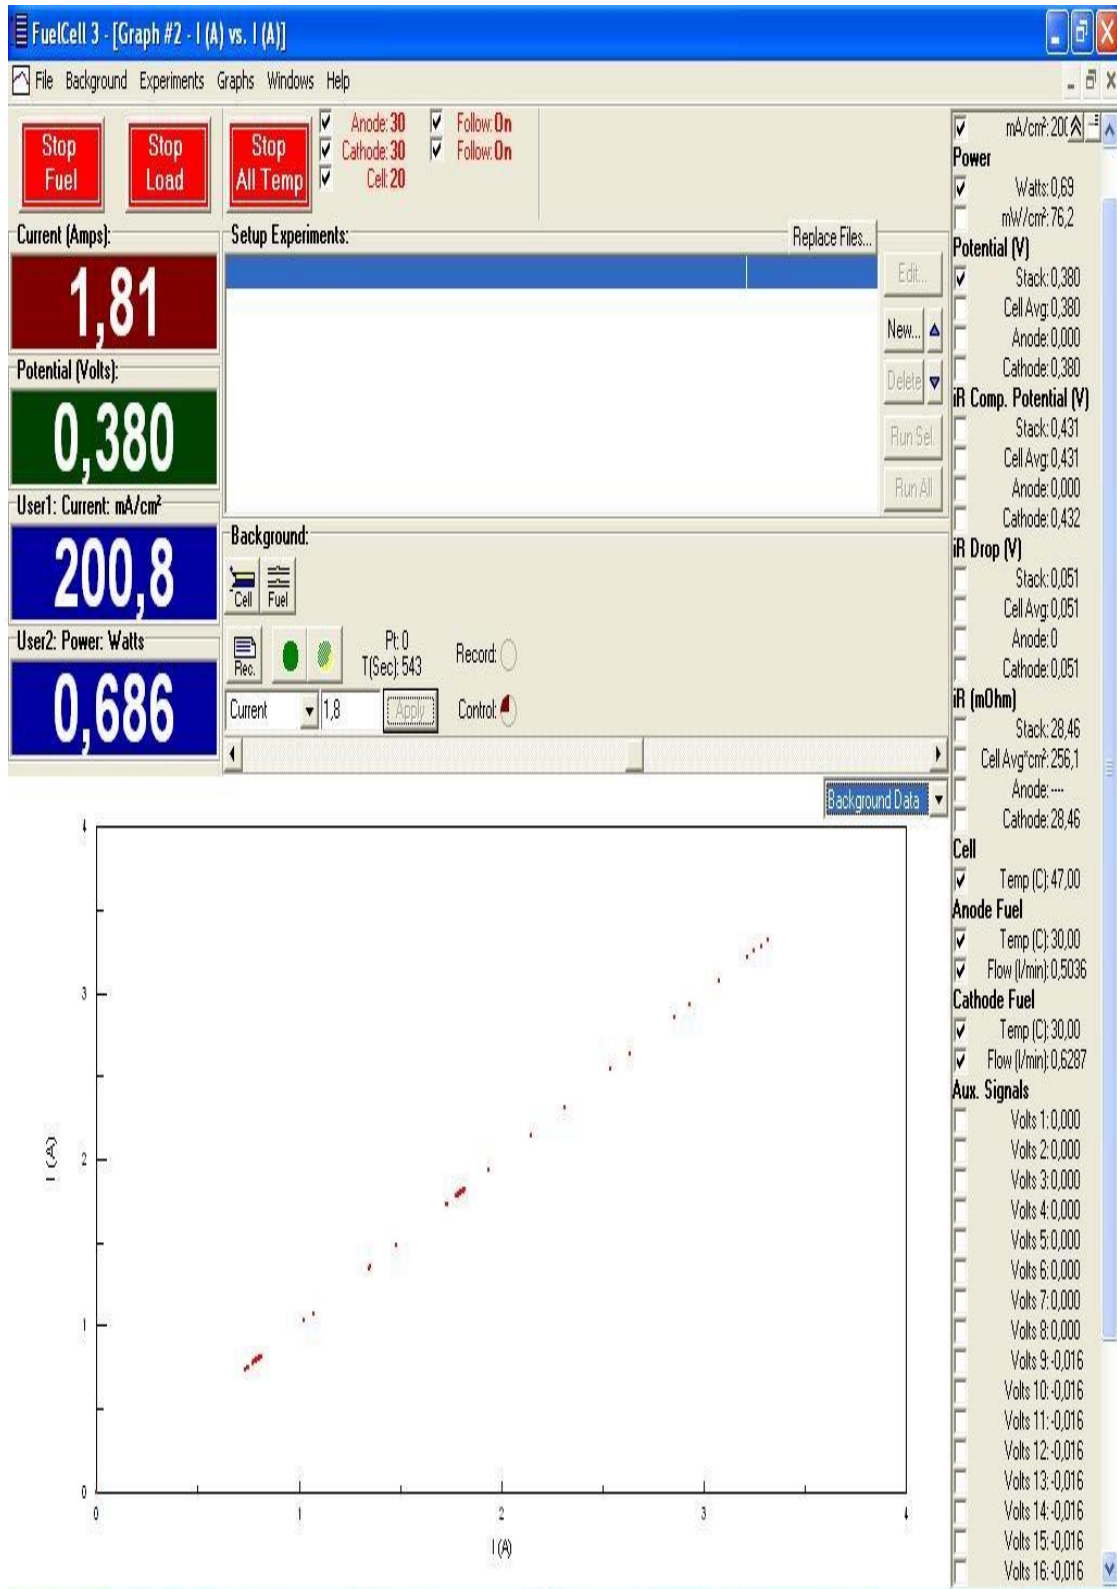 FuelCell 3 - [Graph #2 - I (A) vs. I (A)]
File Background Experiments Graphs Windows Help
Stop Fuel
Stop Load
Stop All Temp
Anode: 30 Follow: On
Cathode: 30 Follow: On
Cell: 20
Current (Amps):
1,81
Potential (Volts):
0,380
User1: Current: mA/cm²
200,8
User2: Power: Watts
0,686
Setup Experiments:
Replace Files...
Edit...
New...
Delete
Run Sel.
Run All
Background:
Cell Fuel
Rec.
Pt: 0
T(Sec): 543
Record:
Current 1,8 Apply Control:
Background Data
4
3
2
1
0
I (A)
0 1 2 3 4
I (A)
mA/cm²: 200
Power
Watts: 0,69
mW/cm²: 76,2
Potential (V)
Stack: 0,380
Cell Avg: 0,380
Anode: 0,000
Cathode: 0,380
iR Comp. Potential (V)
Stack: 0,431
Cell Avg: 0,431
Anode: 0,000
Cathode: 0,432
iR Drop (V)
Stack: 0,051
Cell Avg: 0,051
Anode: 0
Cathode: 0,051
iR (mOhm)
Stack: 28,46
Cell Avg*cm²: 256,1
Anode: ----
Cathode: 28,46
Cell
Temp (C): 47,00
Anode Fuel
Temp (C): 30,00
Flow (l/min): 0,5036
Cathode Fuel
Temp (C): 30,00
Flow (l/min): 0,6287
Aux. Signals
Volts 1: 0,000
Volts 2: 0,000
Volts 3: 0,000
Volts 4: 0,000
Volts 5: 0,000
Volts 6: 0,000
Volts 7: 0,000
Volts 8: 0,000
Volts 9: -0,016
Volts 10: -0,016
Volts 11: -0,016
Volts 12: -0,016
Volts 13: -0,016
Volts 14: -0,016
Volts 15: -0,016
Volts 16: -0,016